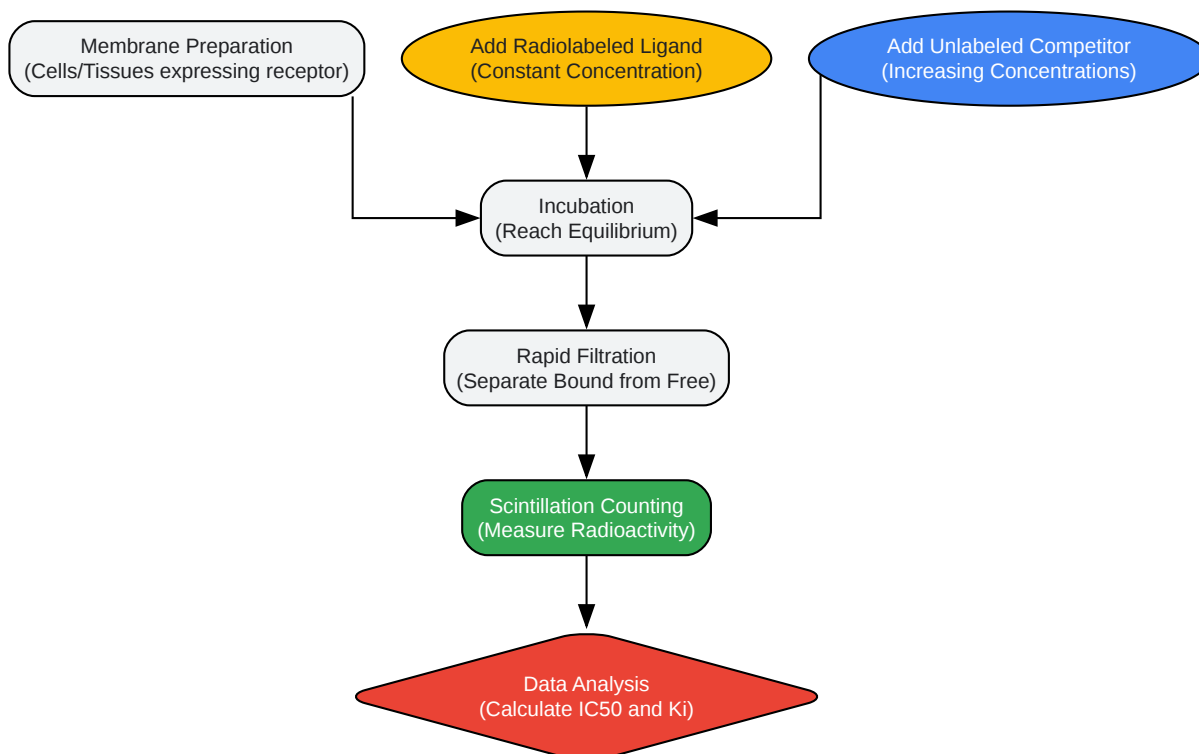 Membrane Preparation
(Cells/Tissues expressing receptor)
Add Radiolabeled Ligand
(Constant Concentration)
Add Unlabeled Competitor
(Increasing Concentrations)
Incubation
(Reach Equilibrium)
Rapid Filtration
(Separate Bound from Free)
Scintillation Counting
(Measure Radioactivity)
Data Analysis
(Calculate IC50 and Ki)